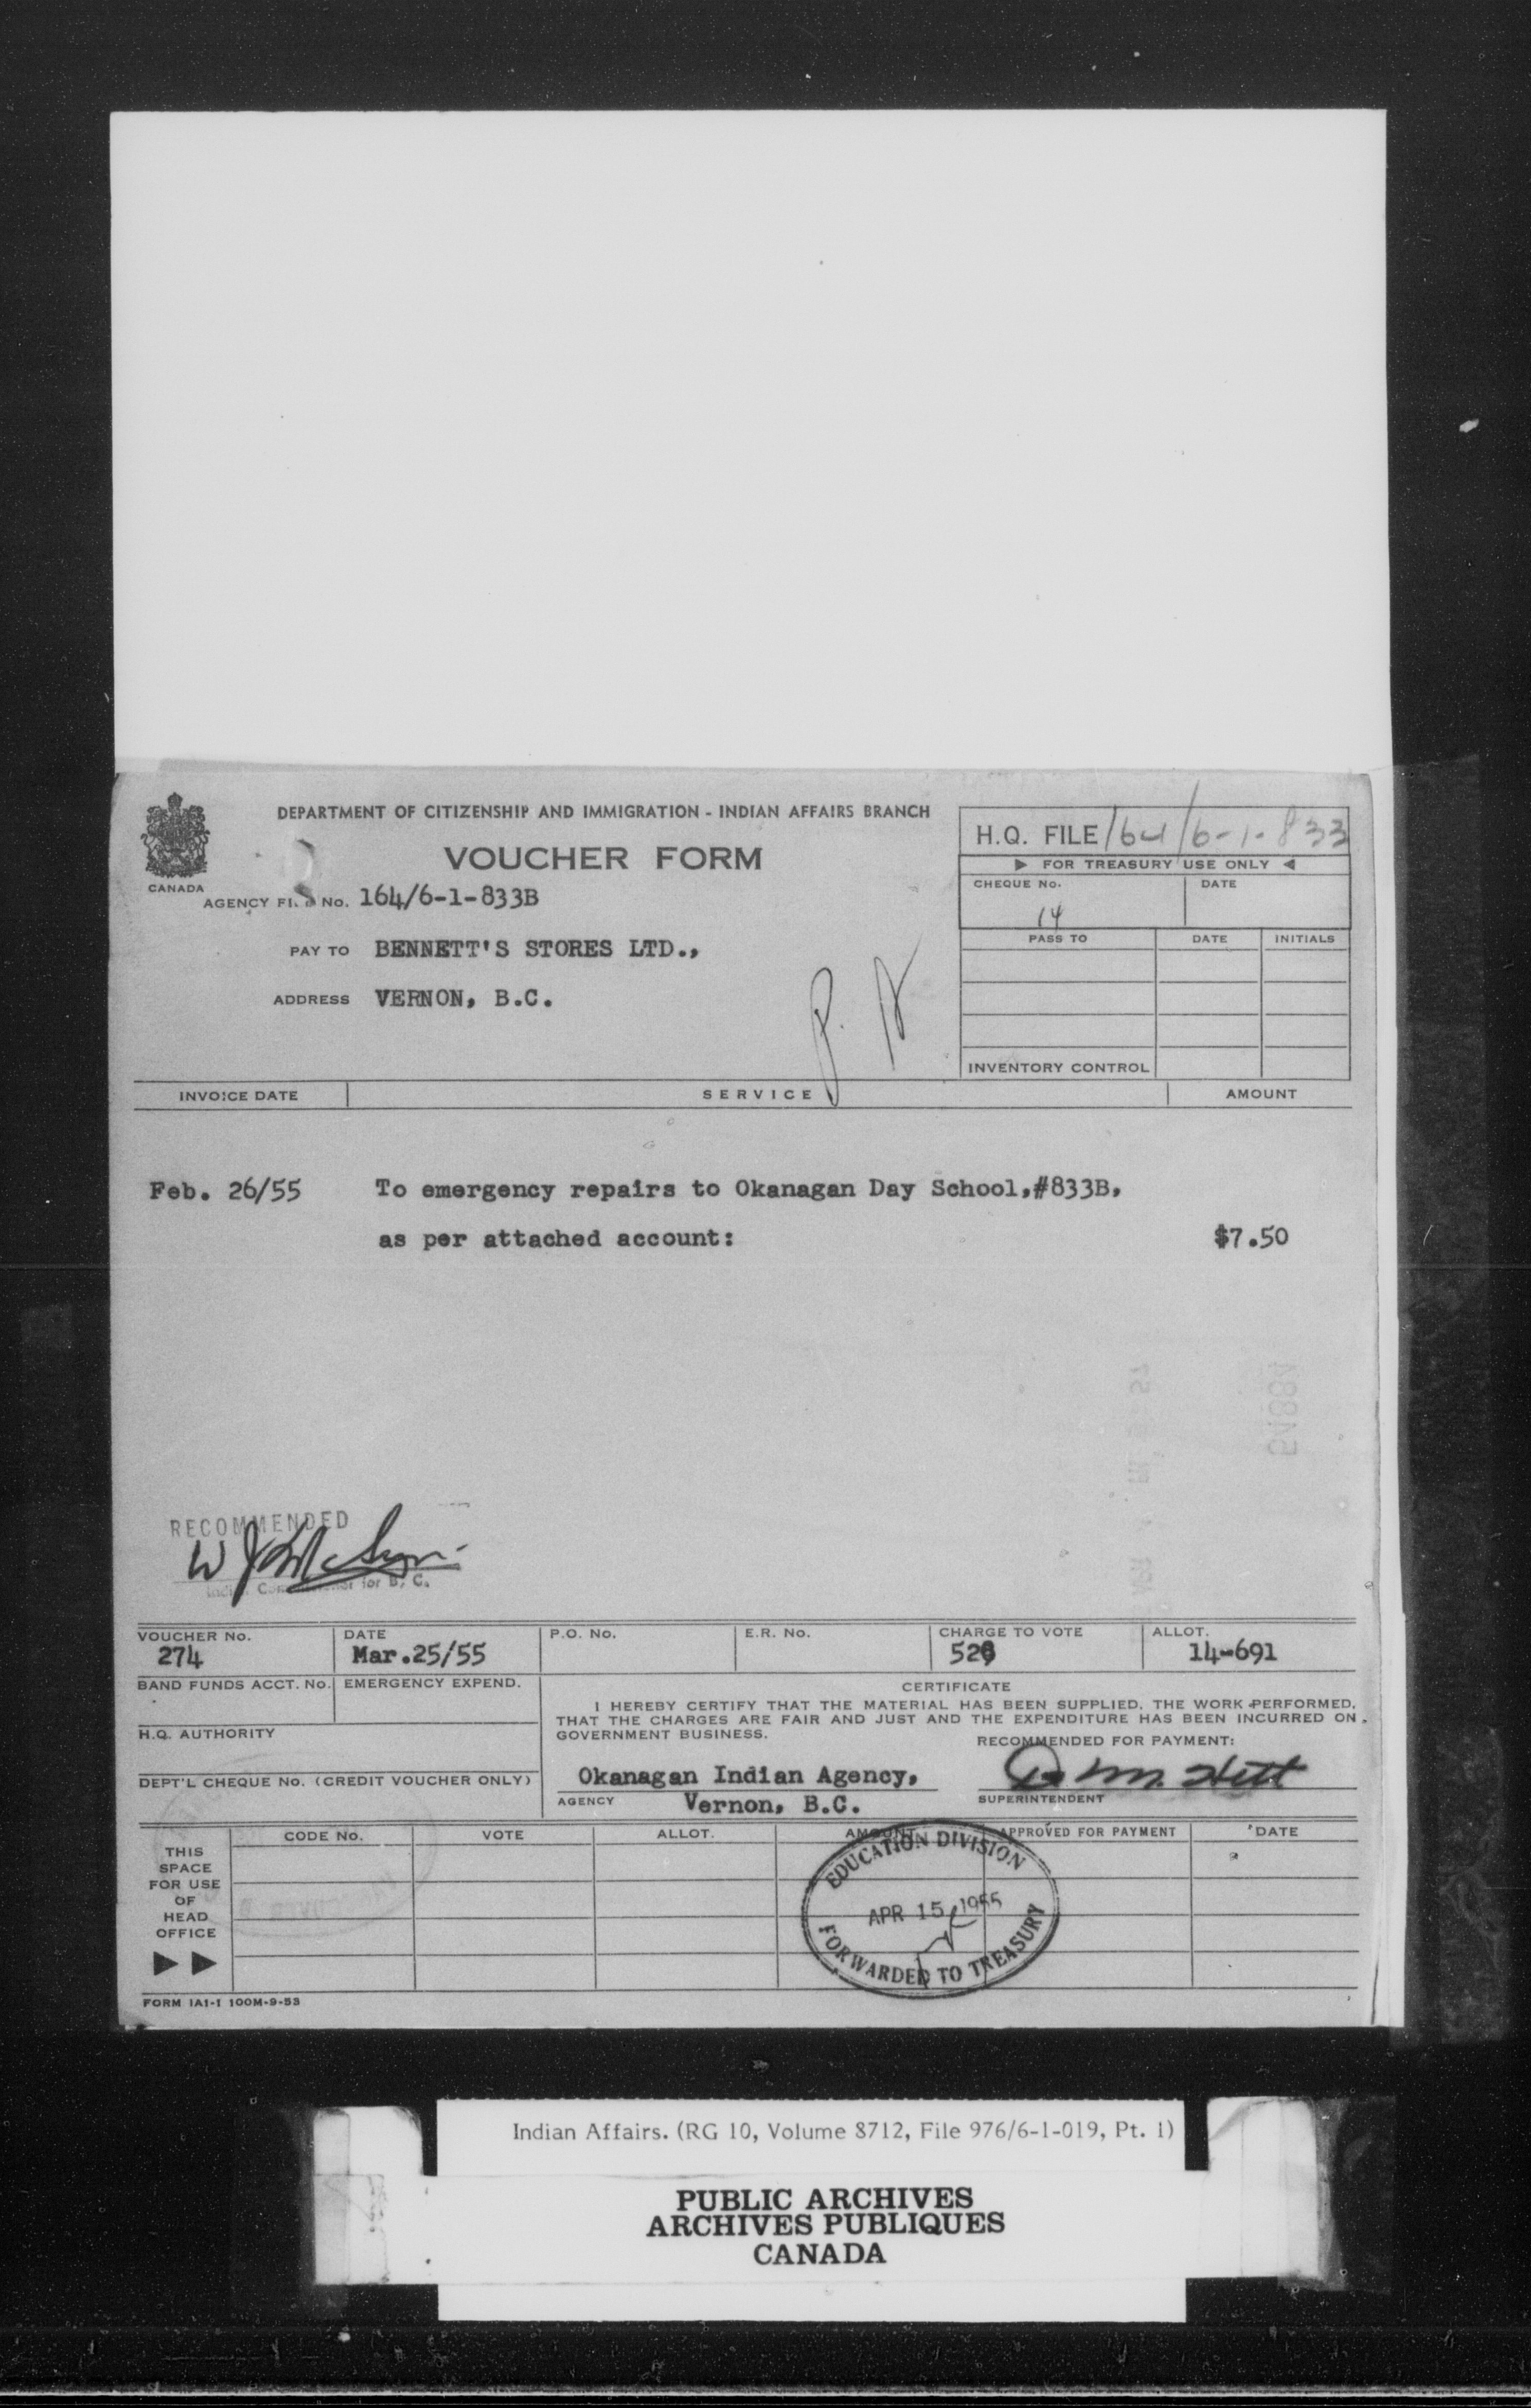 DEPARTMENT OF CITIZENSHIP AND IMMIGRATION - INDIAN AFFAIRS BRANCH
VOUCHER FORM
CANADA
AGENCY FILE No. 164/6-1-833B
PAY TO BENNETT'S STORES LTD.,
ADDRESS VERNON, B.C.
H.Q. FILE 164/6-1-833
FOR TREASURY USE ONLY
CHEQUE No. DATE
14
PASS TO DATE INITIALS
INVENTORY CONTROL
INVOICE DATE SERVICE AMOUNT
Feb. 26/55 To emergency repairs to Okanagan Day School,#833B,
as per attached account: $7.50
RECOMMENDED
Indian Commissioner for B. C.
VOUCHER No. DATE P.O. No. E.R. No. CHARGE TO VOTE ALLOT.
274 Mar.25/55 14-691
BAND FUNDS ACCT. No. EMERGENCY EXPEND. CERTIFICATE
I HEREBY CERTIFY THAT THE MATERIAL HAS BEEN SUPPLIED, THE WORK PERFORMED,
THAT THE CHARGES ARE FAIR AND JUST AND THE EXPENDITURE HAS BEEN INCURRED ON
GOVERNMENT BUSINESS.
H.Q. AUTHORITY
RECOMMENDED FOR PAYMENT:
DEPT'L CHEQUE No. (CREDIT VOUCHER ONLY)
Okanagan Indian Agency,
AGENCY Vernon, B.C.
SUPERINTENDENT
CODE No. VOTE ALLOT. AMOUNT APPROVED FOR PAYMENT DATE
THIS
SPACE
FOR USE
OF
HEAD
OFFICE
EDUCATION DIVISION
APR 15 1955
FORWARDED TO TREASURY
FORM IA1-1 100M-9-53
Indian Affairs. (RG 10, Volume 8712, File 976/6-1-019, Pt. 1)
PUBLIC ARCHIVES
ARCHIVES PUBLIQUES
CANADA